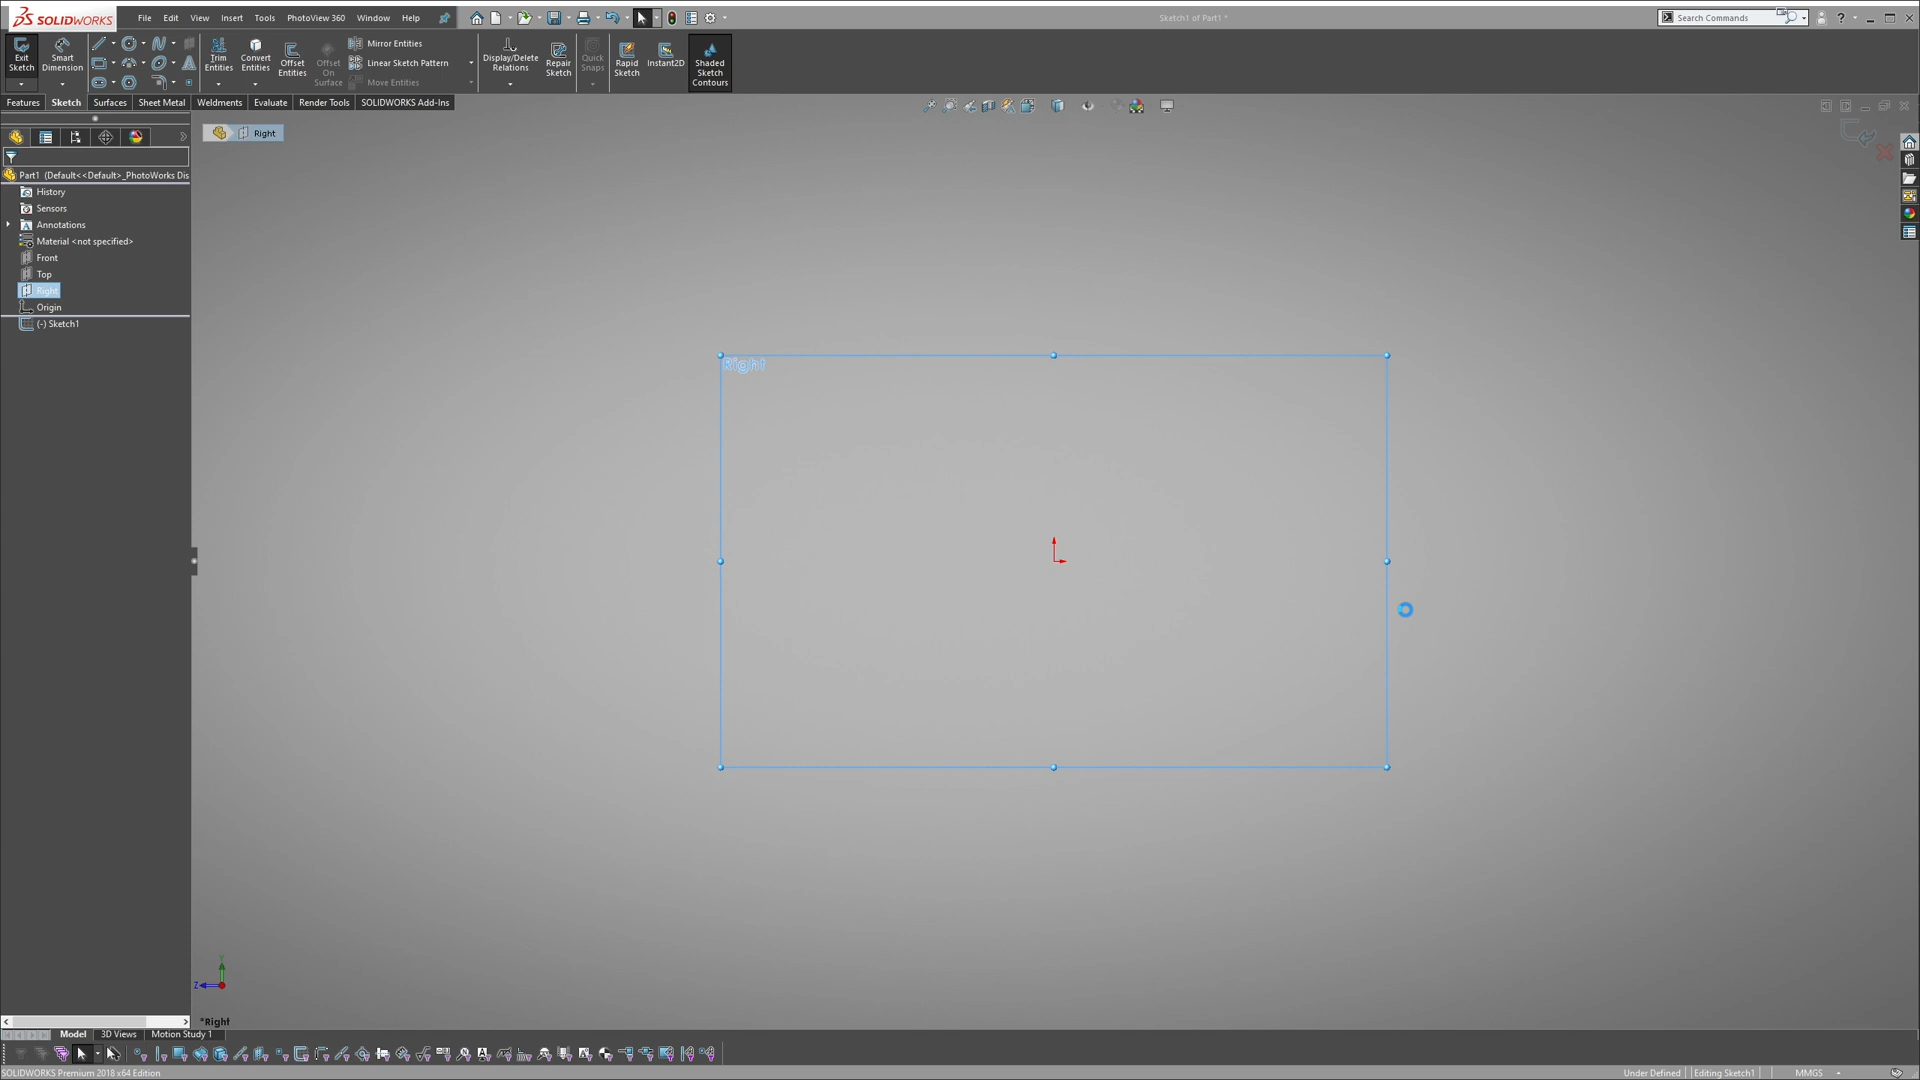 SOLIDWORKS
File Edit View Insert Tools PhotoView 360 Window Help
Sketch1 of Part1 *
Search Commands
?
Exit Sketch
Smart Dimension
Trim Entities
Convert Entities
Offset Entities
Offset On Surface
Mirror Entities
Linear Sketch Pattern
Move Entities
Display/Delete Relations
Repair Sketch
Quick Snaps
Rapid Sketch
Instant2D
Shaded Sketch Contours
Features Sketch Surfaces Sheet Metal Weldments Evaluate Render Tools SOLIDWORKS Add-Ins
Right
Part1 (Default<<Default>_PhotoWorks Dis
History
Sensors
Annotations
Material <not specified>
Front
Top
Right
Origin
(-) Sketch1
Right
Y
Z
*Right
Model 3D Views Motion Study 1
SOLIDWORKS Premium 2018 x64 Edition
Under Defined Editing Sketch1 MMGS